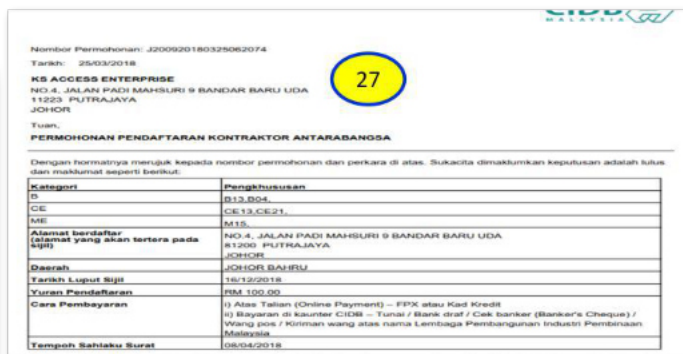 CIDB
MALAYSIA
Nombor Permohonan: J200920180325062074
Tarikh: 25/03/2018
KS ACCESS ENTERPRISE
NO.4, JALAN PADI MAHSURI 9 BANDAR BARU UDA
11223 PUTRAJAYA
JOHOR
27
Tuan,
PERMOHONAN PENDAFTARAN KONTRAKTOR ANTARABANGSA
Dengan hormatnya merujuk kepada nombor permohonan dan perkara di atas. Sukacita dimaklumkan keputusan adalah lulus
dan maklumat seperti berikut:
Kategori Pengkhususan
B B13,B04,
CE CE13,CE21,
ME M15,
Alamat berdaftar
(alamat yang akan tertera pada
sijil)
NO.4, JALAN PADI MAHSURI 9 BANDAR BARU UDA
81200 PUTRAJAYA
JOHOR
Daerah JOHOR BAHRU
Tarikh Luput Sijil 16/12/2018
Yuran Pendaftaran RM 100.00
Cara Pembayaran i) Atas Talian (Online Payment) – FPX atau Kad Kredit
ii) Bayaran di kaunter CIDB – Tunai / Bank draf / Cek banker (Banker's Cheque) /
Wang pos / Kiriman wang atas nama Lembaga Pembangunan Industri Pembinaan
Malaysia
Tempoh Sahlaku Surat 08/04/2018